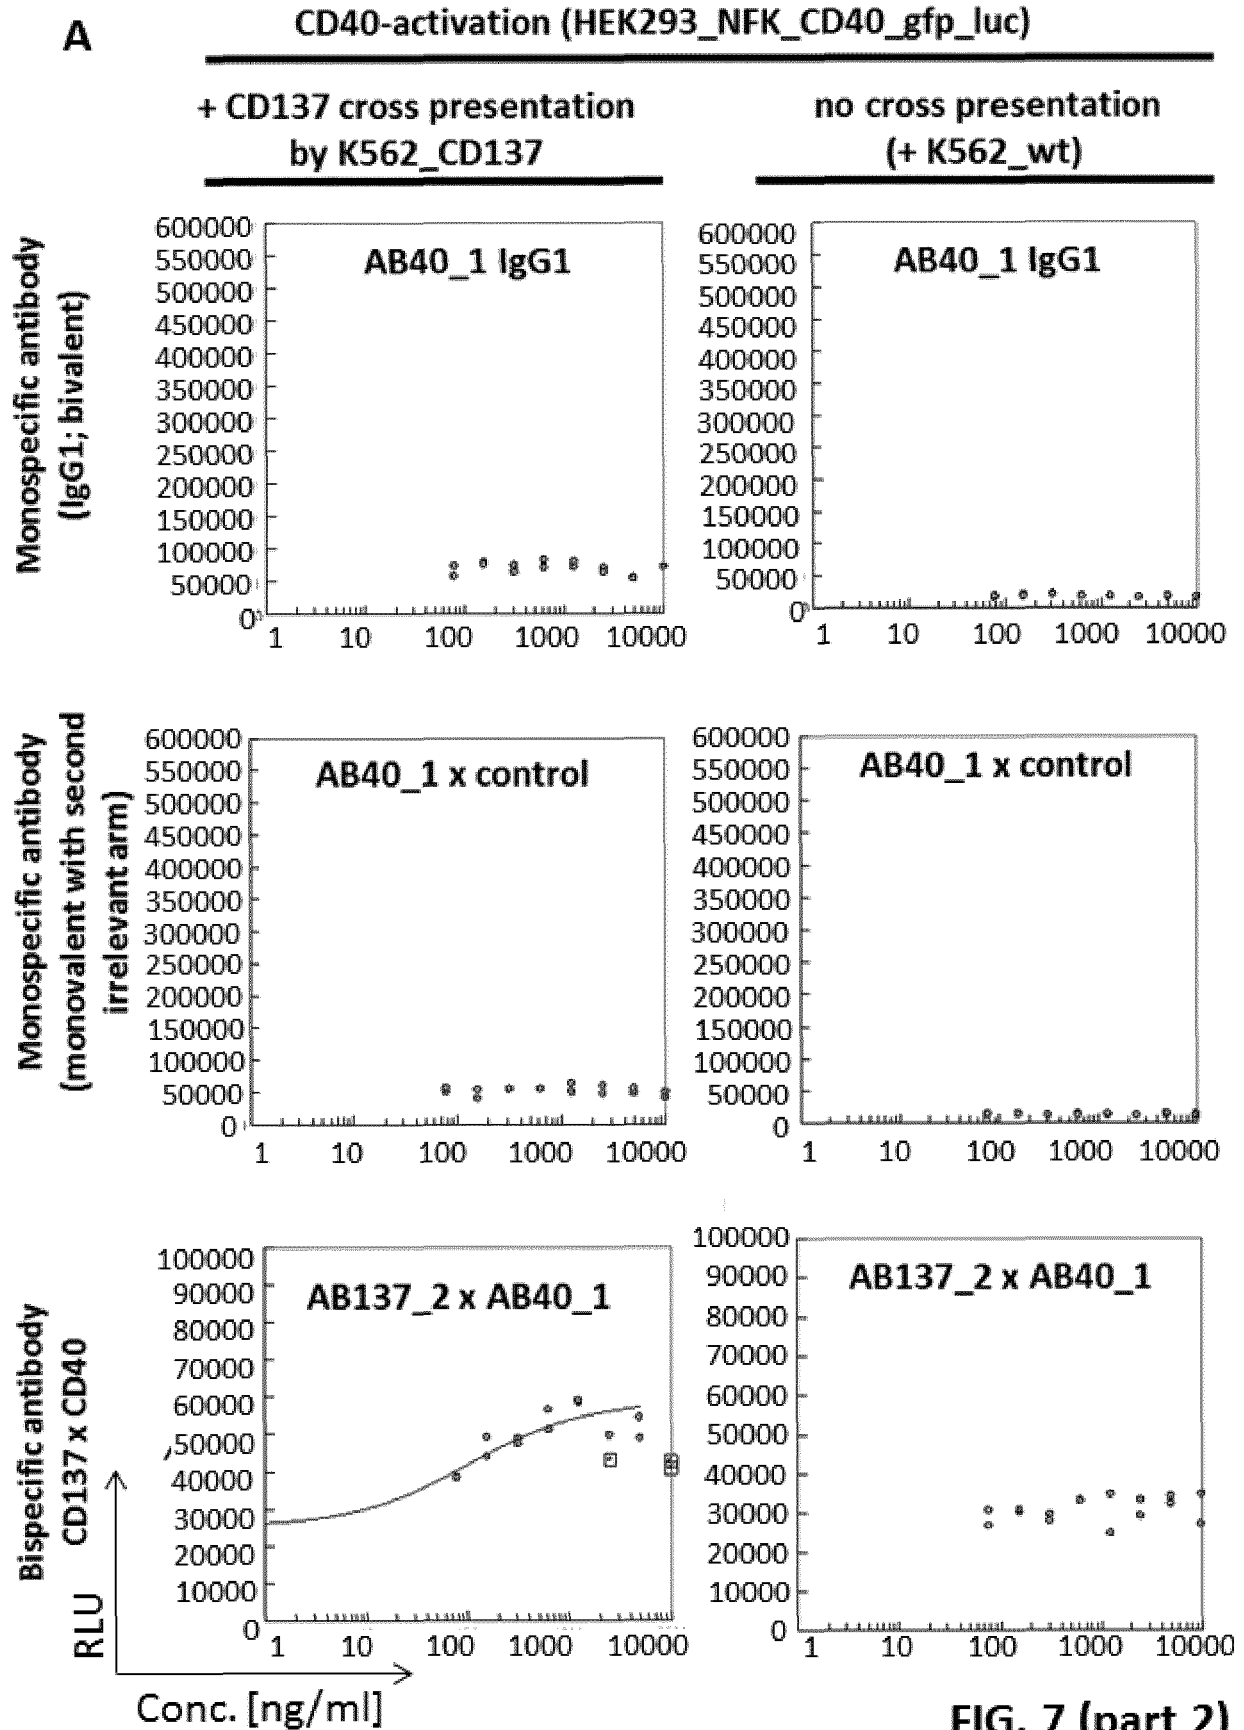 A
CD40-activation (HEK293_NFK_CD40_gfp_luc)
+ CD137 cross presentation
by K562_CD137
no cross presentation
(+ K562_wt)
Monospecific antibody
(IgG1; bivalent)
AB40_1 IgG1
600000
550000
500000
450000
400000
350000
300000
250000
200000
150000
100000
50000
0
1 10 100 1000 10000
AB40_1 IgG1
600000
550000
500000
450000
400000
350000
300000
250000
200000
150000
100000
50000
0
1 10 100 1000 10000
Monospecific antibody
(monovalent with second
irrelevant arm)
AB40_1 x control
600000
550000
500000
450000
400000
350000
300000
250000
200000
150000
100000
50000
0
1 10 100 1000 10000
AB40_1 x control
600000
550000
500000
450000
400000
350000
300000
250000
200000
150000
100000
50000
0
1 10 100 1000 10000
Bispecific antibody
CD137 x CD40
AB137_2 x AB40_1
100000
90000
80000
70000
60000
50000
40000
30000
20000
10000
0
1 10 100 1000 10000
AB137_2 x AB40_1
100000
90000
80000
70000
60000
50000
40000
30000
20000
10000
0
1 10 100 1000 10000
RLU
Conc. [ng/ml]
FIG. 7 (part 2)